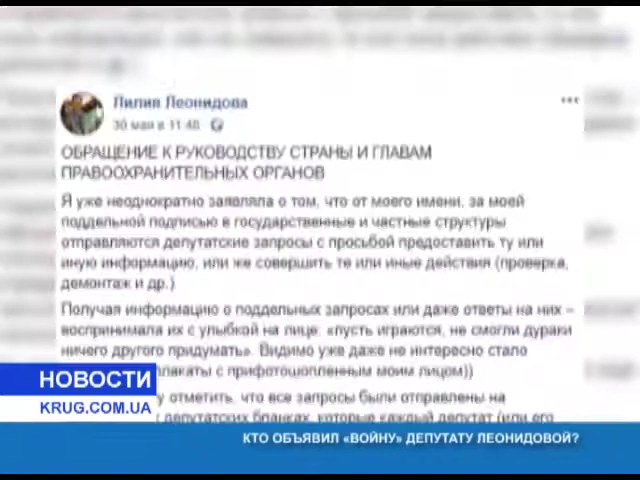 Лилия Леонидова
30 мая в 11:48
ОБРАЩЕНИЕ К РУКОВОДСТВУ СТРАНЫ И ГЛАВАМ
ПРАВООХРАНИТЕЛЬНЫХ ОРГАНОВ
Я уже неоднократно заявляла о том, что от моего имени, за моей
поддельной подписью в государственные и частные структуры
отправляются депутатские запросы с просьбой предоставить ту или
иную информацию, или же совершить те или иные действия (проверка,
демонтаж и др.)
Получая информацию о поддельных запросах или даже ответы на них –
воспринимала их с улыбкой на лице: «пусть играются, не смогли дураки
ничего другого придумать». Видимо уже даже не интересно стало
плакаты с прифотошопленным моим лицом))
отметить, что все запросы были отправлены на
депутатских бланках, которые каждый депутат (или его
НОВОСТИ
KRUG.COM.UA
КТО ОБЪЯВИЛ «ВОЙНУ» ДЕПУТАТУ ЛЕОНИДОВОЙ?